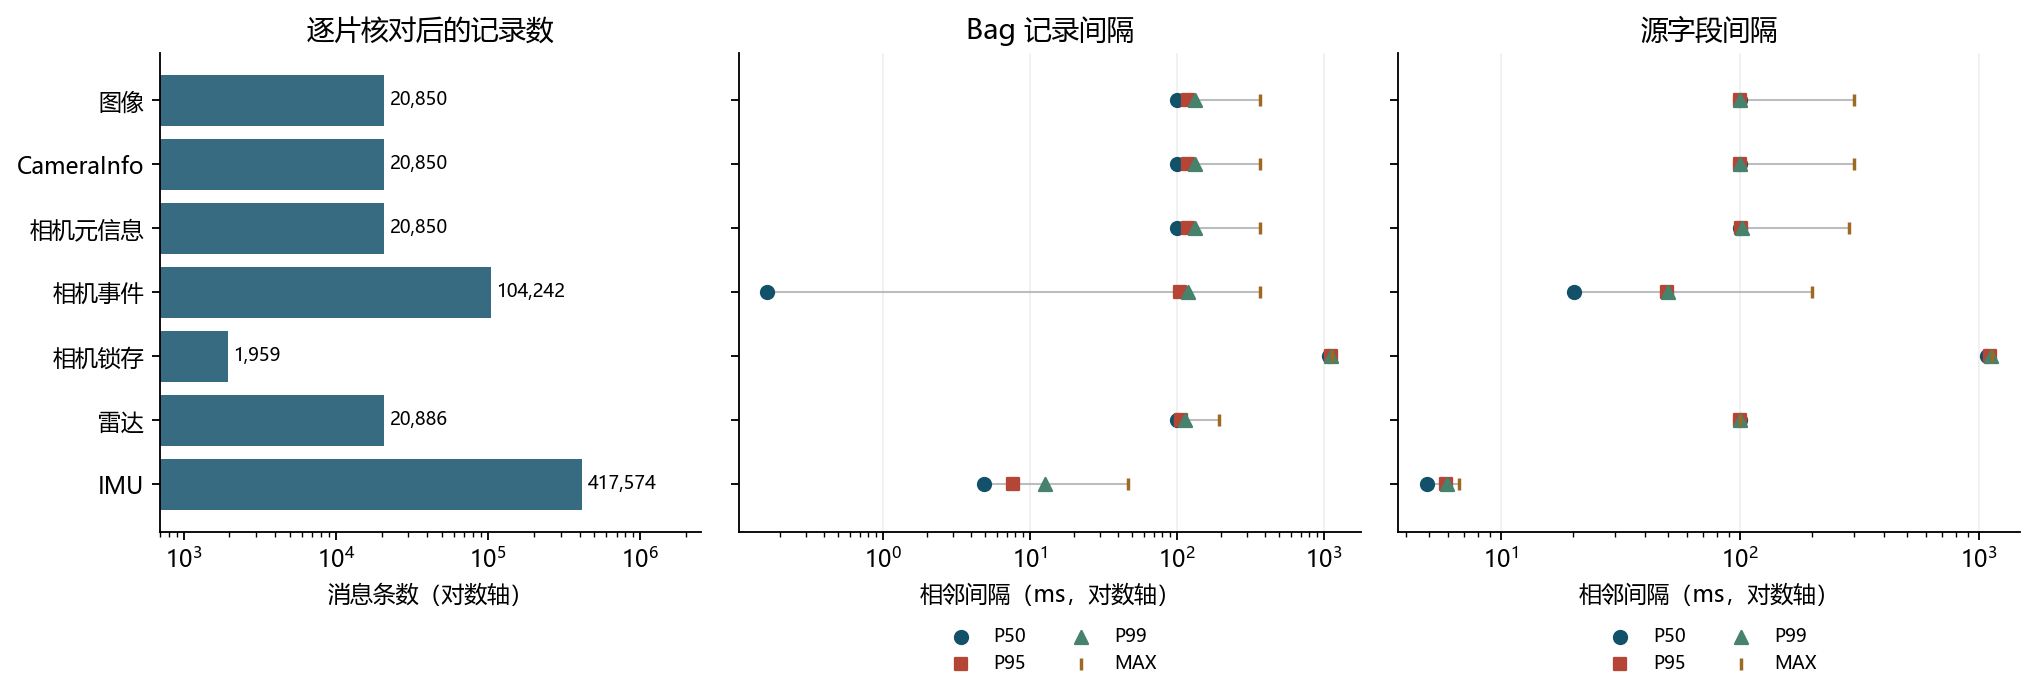 逐片核对后的记录数
图像
CameraInfo
相机元信息
相机事件
相机锁存
雷达
IMU
20,850
20,850
20,850
104,242
1,959
20,886
417,574
10³
10⁴
10⁵
10⁶
消息条数（对数轴）
Bag 记录间隔
10⁰
10¹
10²
10³
相邻间隔（ms，对数轴）
P50
P95
P99
MAX
源字段间隔
10¹
10²
10³
相邻间隔（ms，对数轴）
P50
P95
P99
MAX